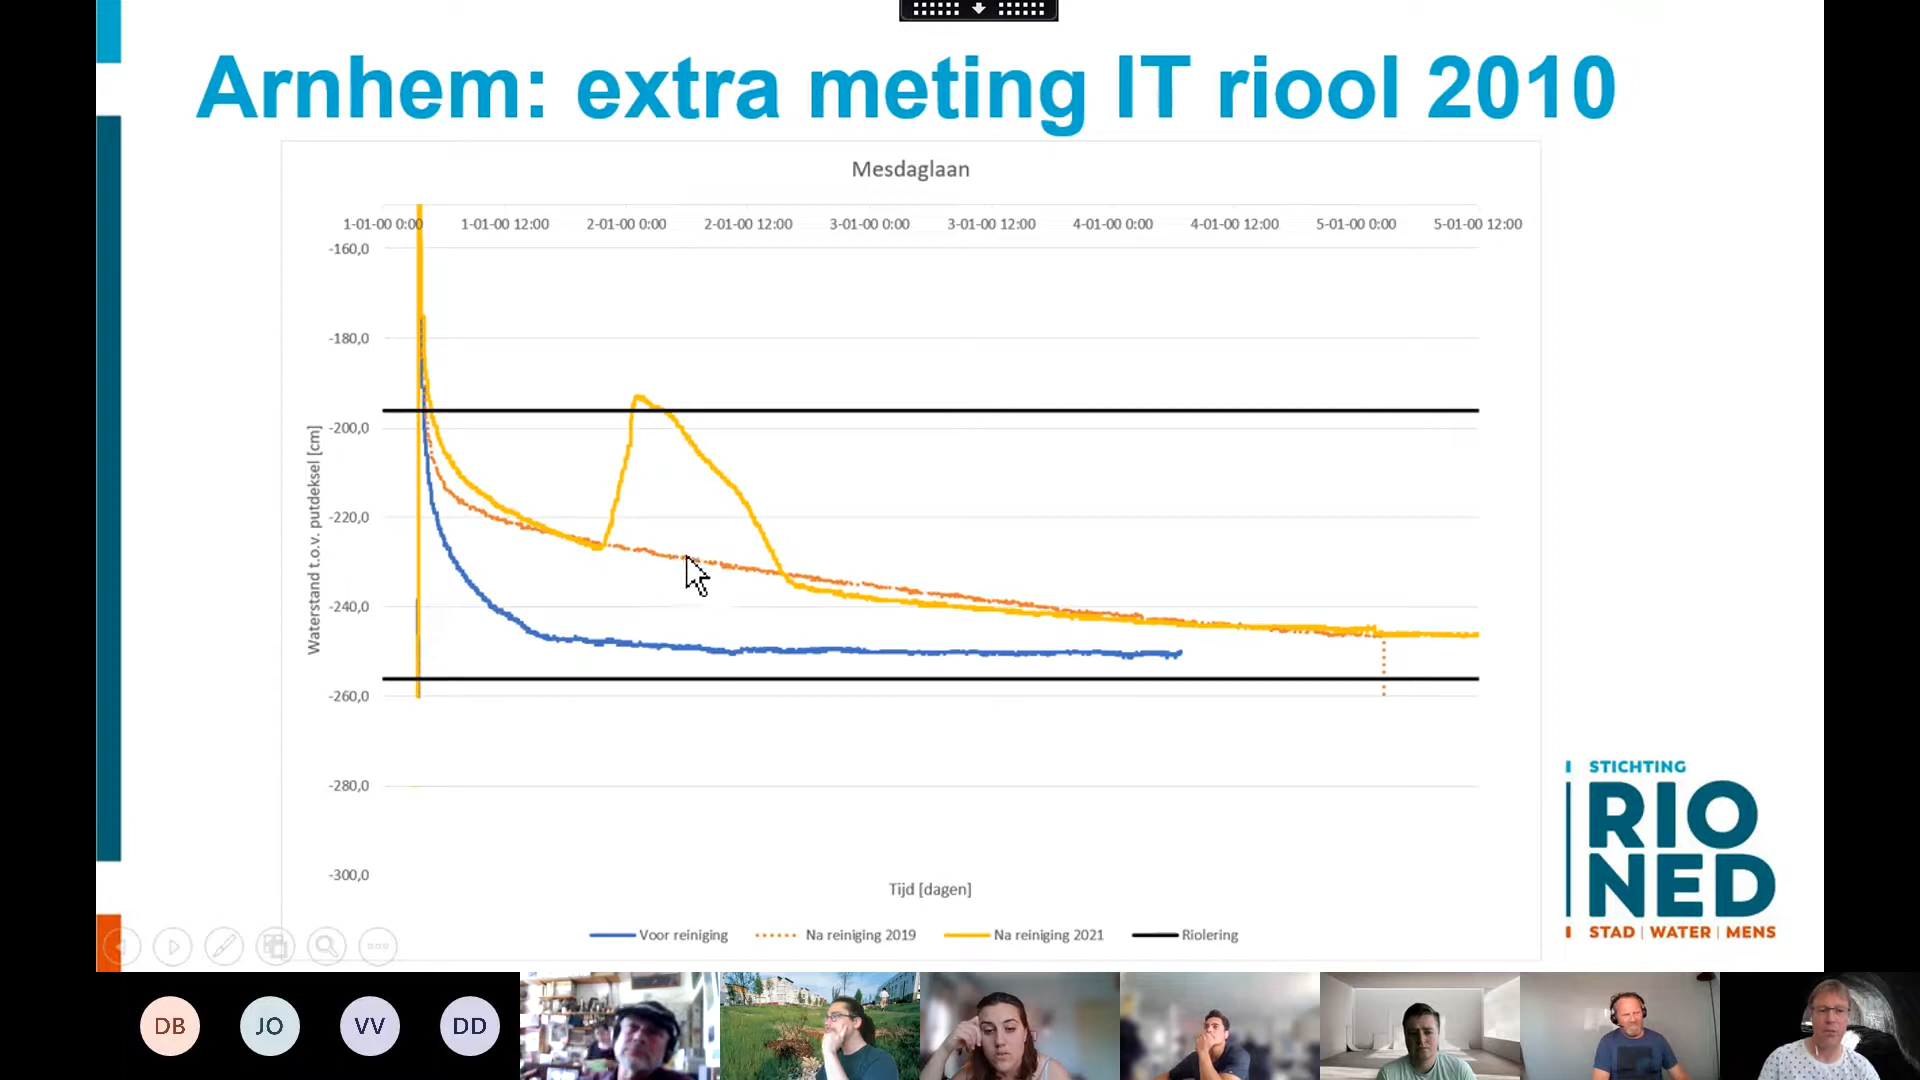 Arnhem: extra meting IT riool 2010
Mesdaglaan
1-01-00 0:00 1-01-00 12:00 2-01-00 0:00 2-01-00 12:00 3-01-00 0:00 3-01-00 12:00 4-01-00 0:00 4-01-00 12:00 5-01-00 0:00 5-01-00 12:00
-160,0
-180,0
-200,0
-220,0
-240,0
-260,0
-280,0
-300,0
Waterstand t.o.v. putdeksel [cm]
Tijd [dagen]
Voor reiniging Na reiniging 2019 Na reiniging 2021 Riolering
STICHTING
RIO
NED
STAD | WATER | MENS
DB JO VV DD